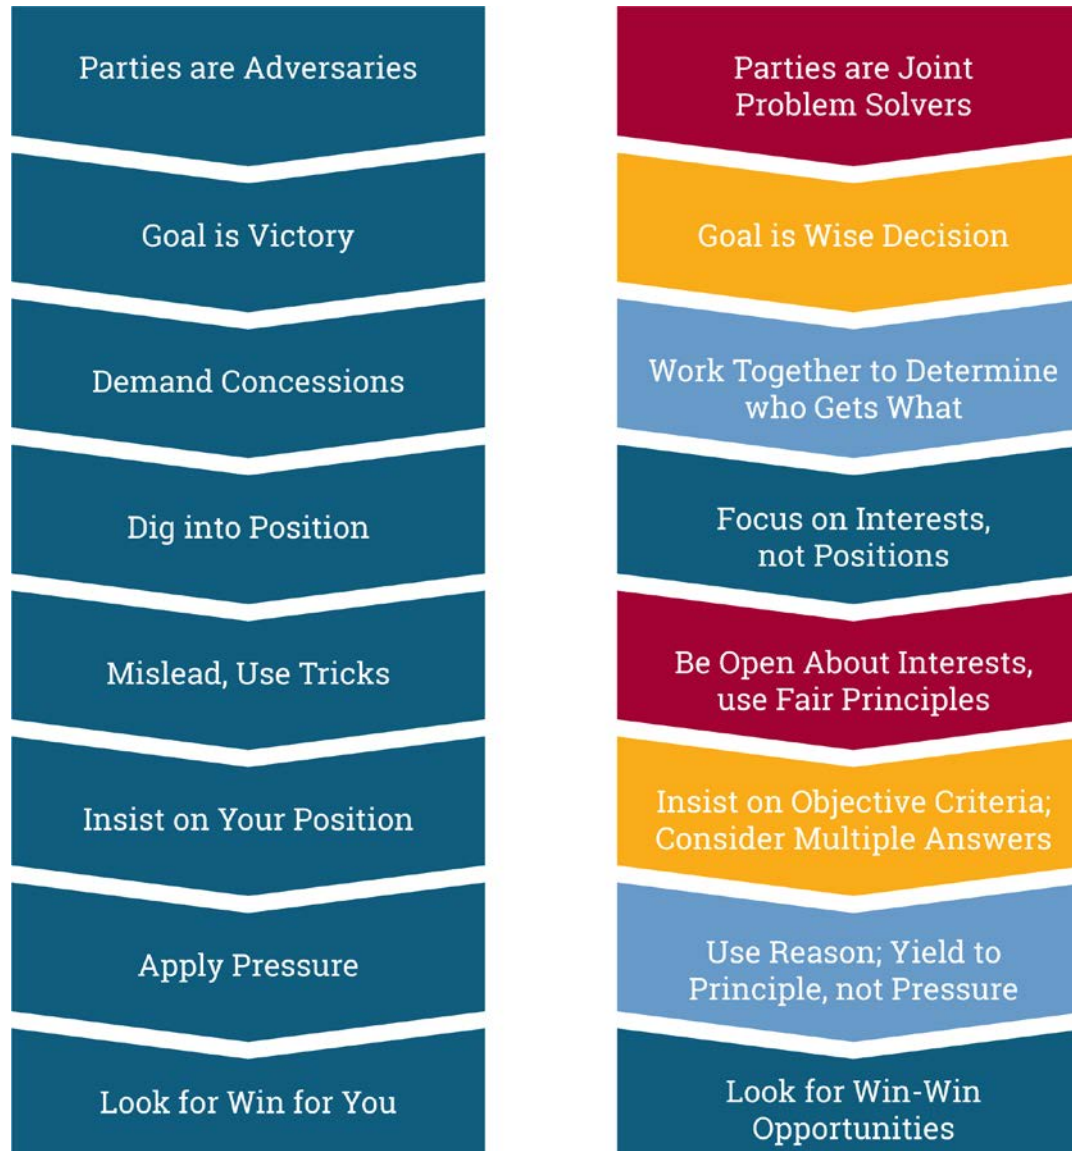 Parties are Adversaries
Goal is Victory
Demand Concessions
Dig into Position
Mislead, Use Tricks
Insist on Your Position
Apply Pressure
Look for Win for You
Parties are Joint
Problem Solvers
Goal is Wise Decision
Work Together to Determine
who Gets What
Focus on Interests,
not Positions
Be Open About Interests,
use Fair Principles
Insist on Objective Criteria;
Consider Multiple Answers
Use Reason; Yield to
Principle, not Pressure
Look for Win-Win
Opportunities